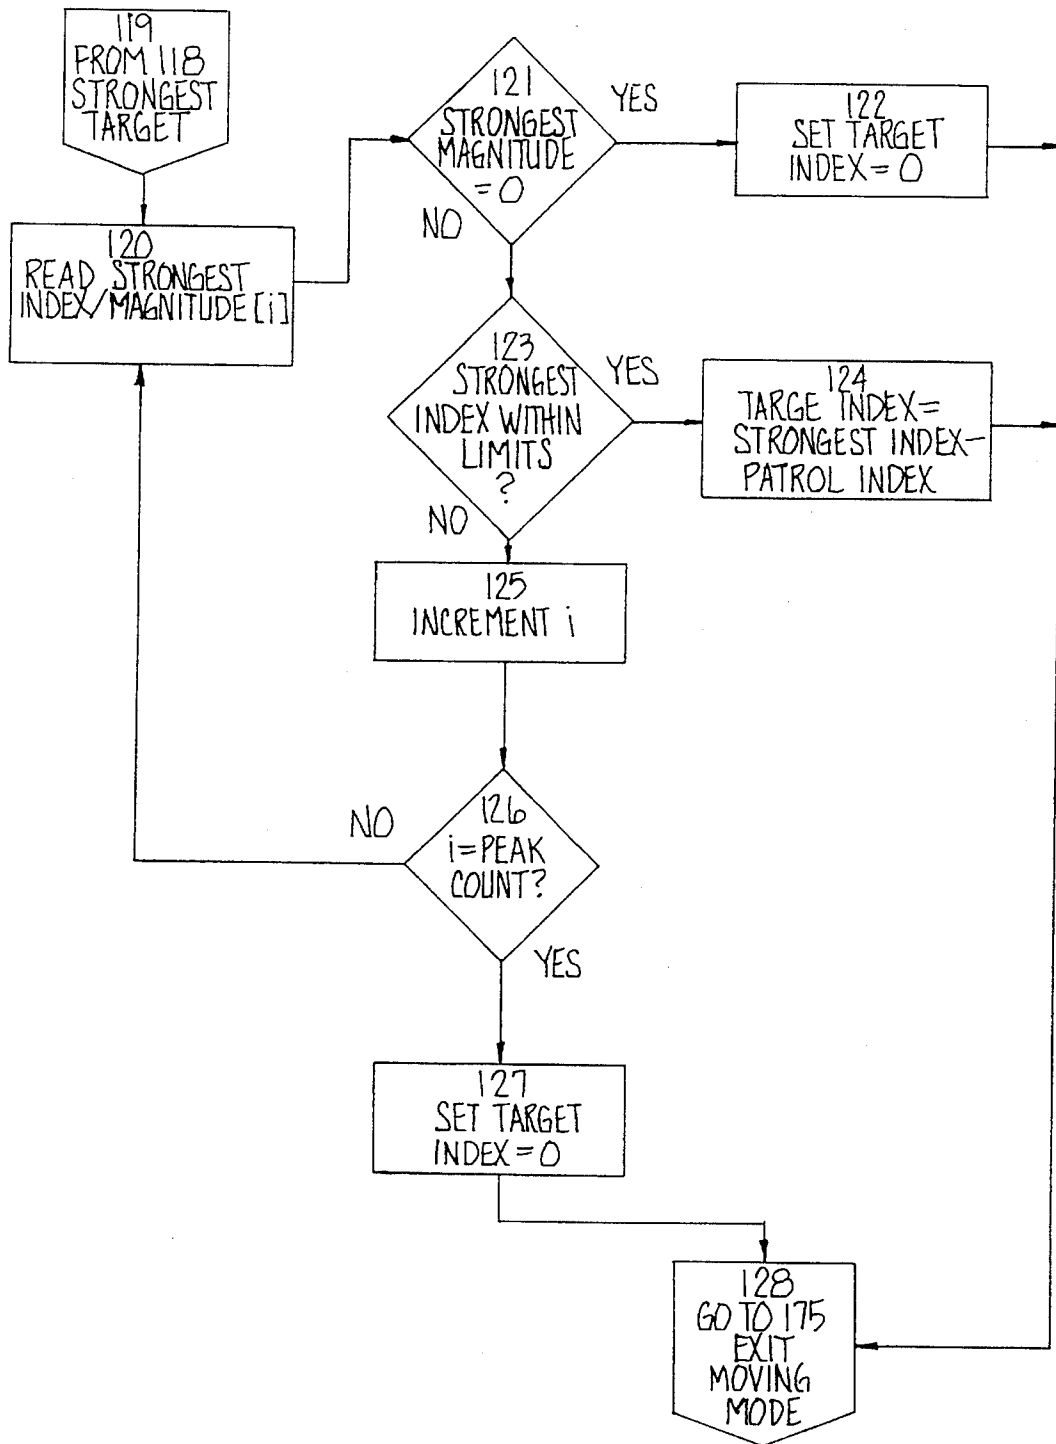 119
FROM 118
STRONGEST
TARGET
120
READ STRONGEST
INDEX/MAGNITUDE[i]
121
STRONGEST
MAGNITUDE
=0
YES
NO
122
SET TARGET
INDEX=0
123
STRONGEST
INDEX WITHIN
LIMITS
?
YES
NO
124
TARGE INDEX=
STRONGEST INDEX-
PATROL INDEX
125
INCREMENT i
126
i=PEAK
COUNT?
NO
YES
127
SET TARGET
INDEX=0
128
GO TO 175
EXIT
MOVING
MODE